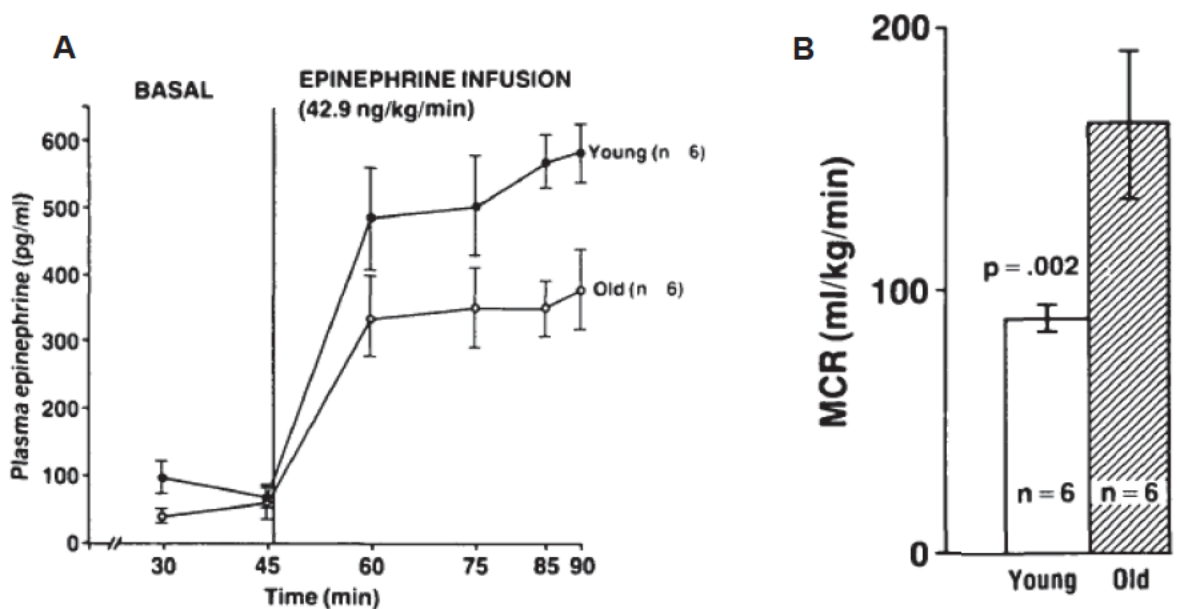 A
BASAL
EPINEPHRINE INFUSION
(42.9 ng/kg/min)
Plasma epinephrine (pg/ml)
600
500
400
300
200
100
0
Young (n 6)
Old (n 6)
30 45 60 75 85 90
Time (min)
B
MCR (ml/kg/min)
200
100
0
p = .002
n = 6 n = 6
Young Old